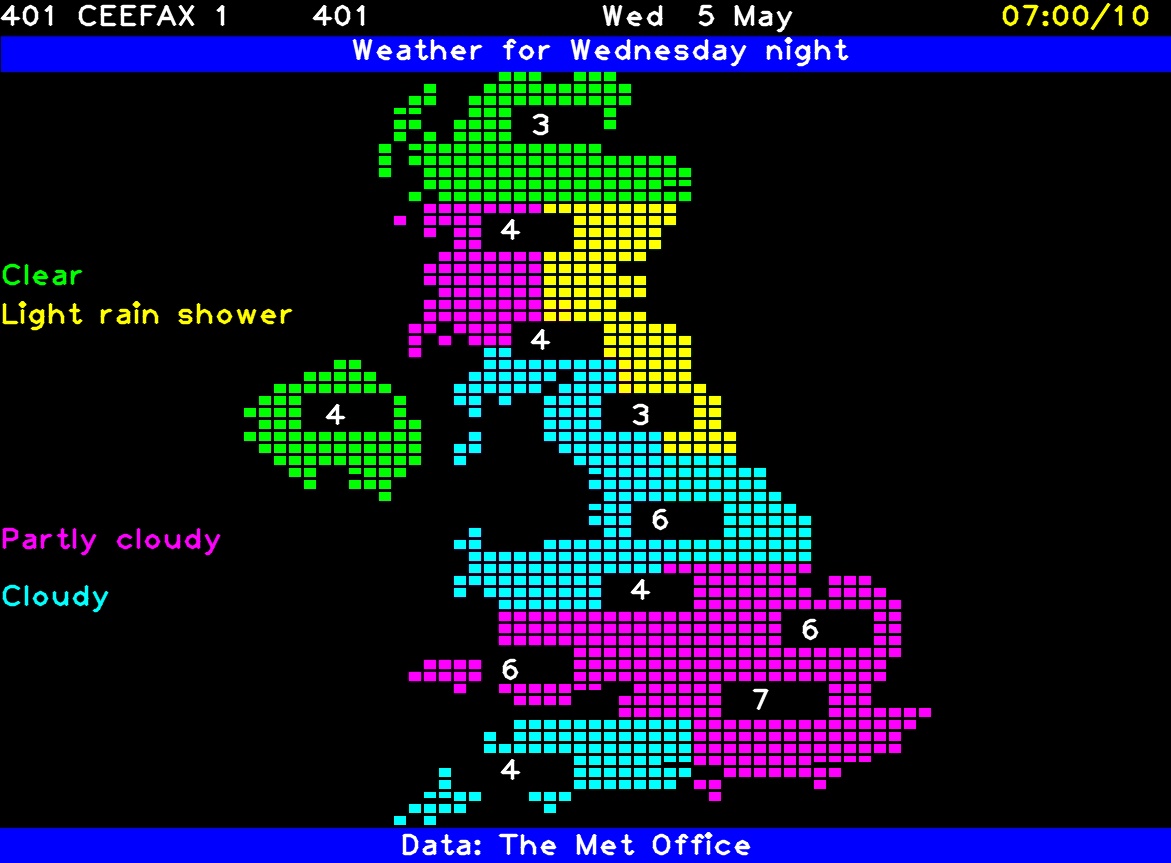 401 CEEFAX 1 401 Wed 5 May 07:00/10
Weather for Wednesday night
3
4
Clear
Light rain shower
4
4 3
6
Partly cloudy
4
Cloudy
6
6
7
4
Data: The Met Office